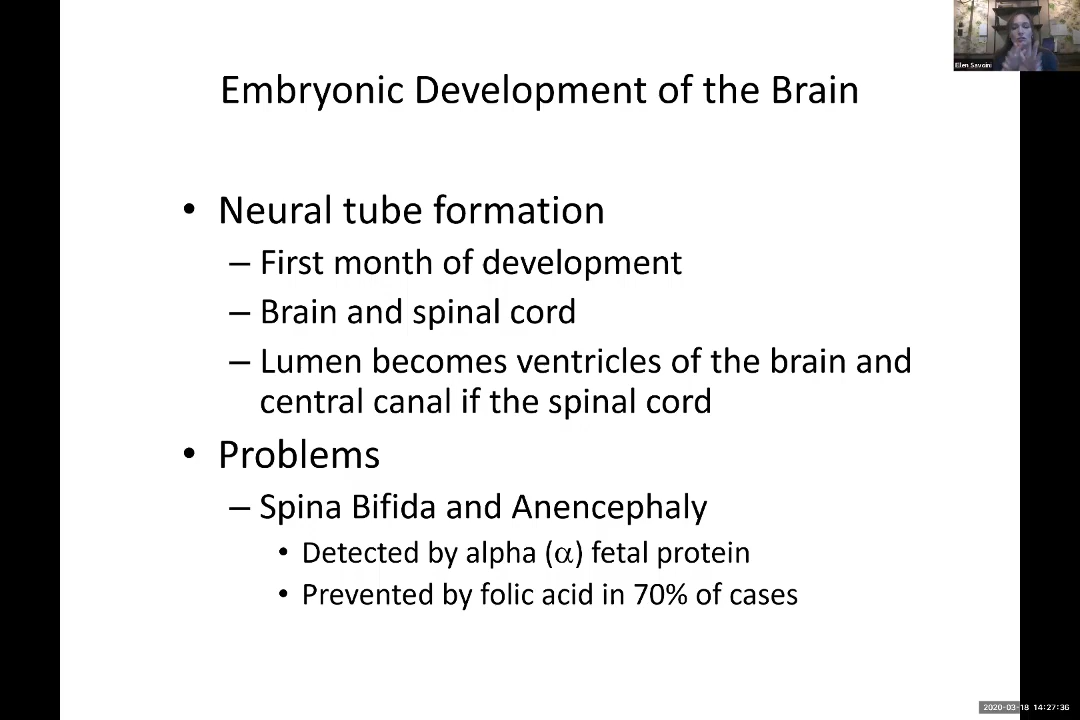 Ellen Savoini
Embryonic Development of the Brain
• Neural tube formation
– First month of development
– Brain and spinal cord
– Lumen becomes ventricles of the brain and
central canal if the spinal cord
• Problems
– Spina Bifida and Anencephaly
• Detected by alpha (α) fetal protein
• Prevented by folic acid in 70% of cases
2020-03-18 14:27:36